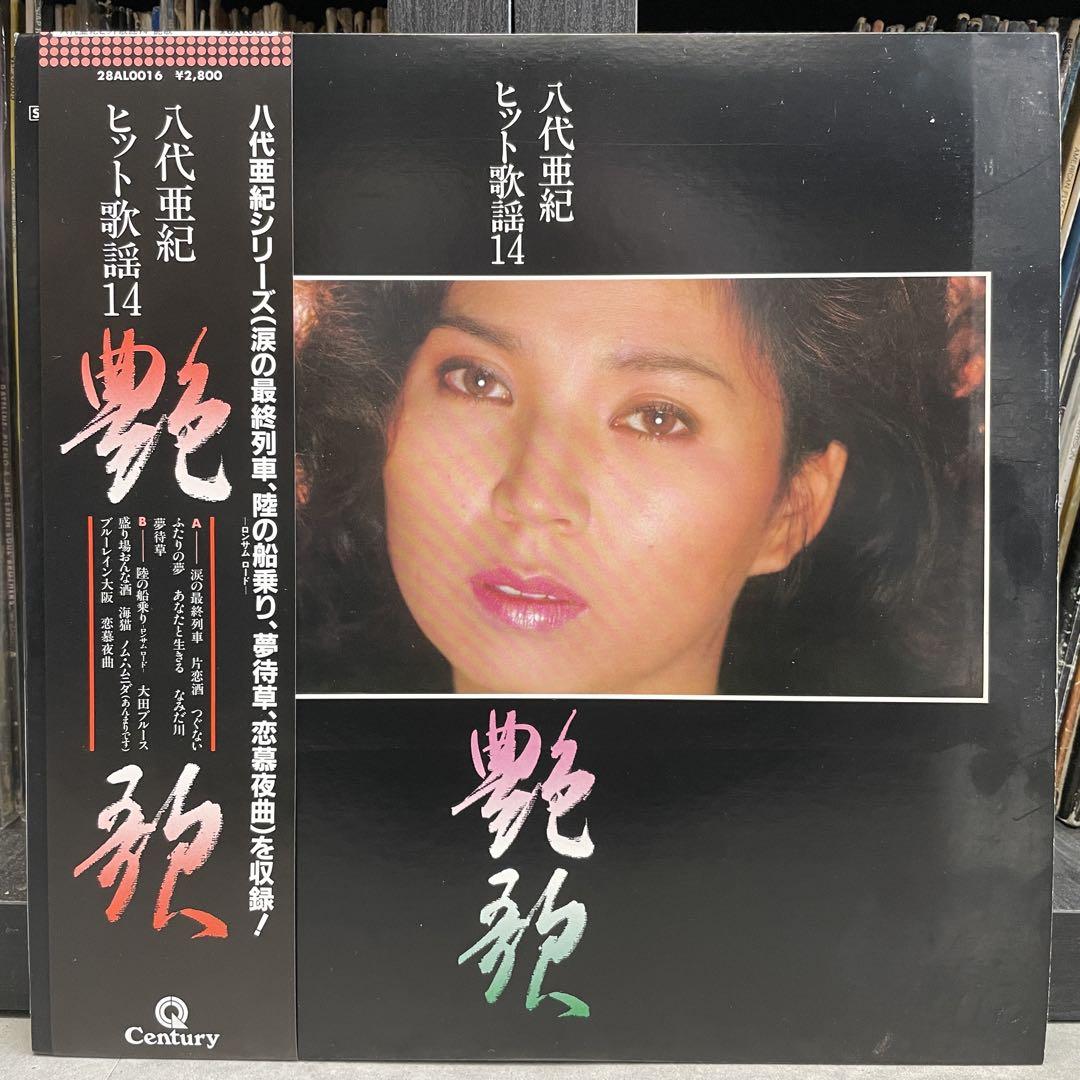 28AL0016 ¥2,800
八代亜紀
ヒット歌謡14
艶歌
八代亜紀シリーズ(涙の最終列車、陸の船乗り、夢待草、恋慕夜曲)を収録!
—ロンサム ロード—
A——涙の最終列車 片恋酒 つぐない
ふたりの夢 あなたと生きる なみだ川
夢待草
B——陸の船乗り-ロンサム ロード- 大田ブルース
盛り場おんな酒 海猫 ノム・ハムニダ(あんまりです)
ブルーレイン大阪 恋慕夜曲
Century
八代亜紀
ヒット歌謡14
艶歌